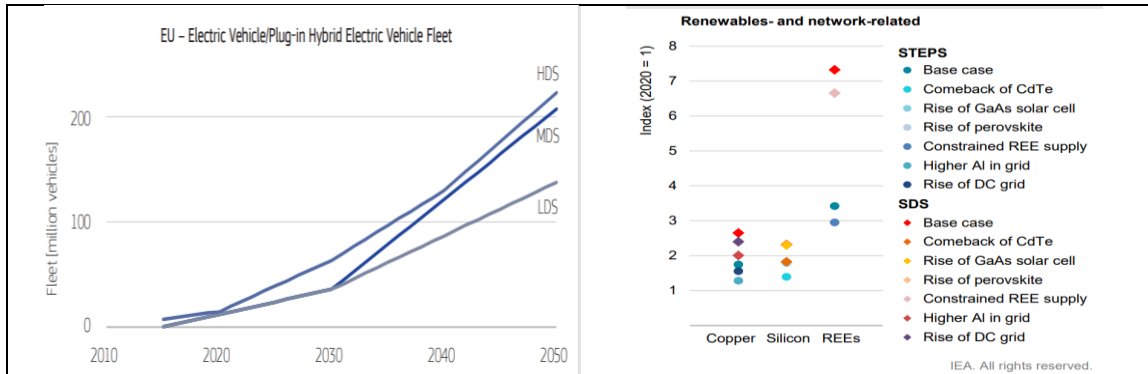 EU – Electric Vehicle/Plug-in Hybrid Electric Vehicle Fleet
Fleet [million vehicles]
200
100
0
2010
2020
2030
2040
2050
HDS
MDS
LDS
Renewables- and network-related
Index (2020 = 1)
8
7
6
5
4
3
2
1
Copper
Silicon
REEs
STEPS
Base case
Comeback of CdTe
Rise of GaAs solar cell
Rise of perovskite
Constrained REE supply
Higher Al in grid
Rise of DC grid
SDS
Base case
Comeback of CdTe
Rise of GaAs solar cell
Rise of perovskite
Constrained REE supply
Higher Al in grid
Rise of DC grid
IEA. All rights reserved.